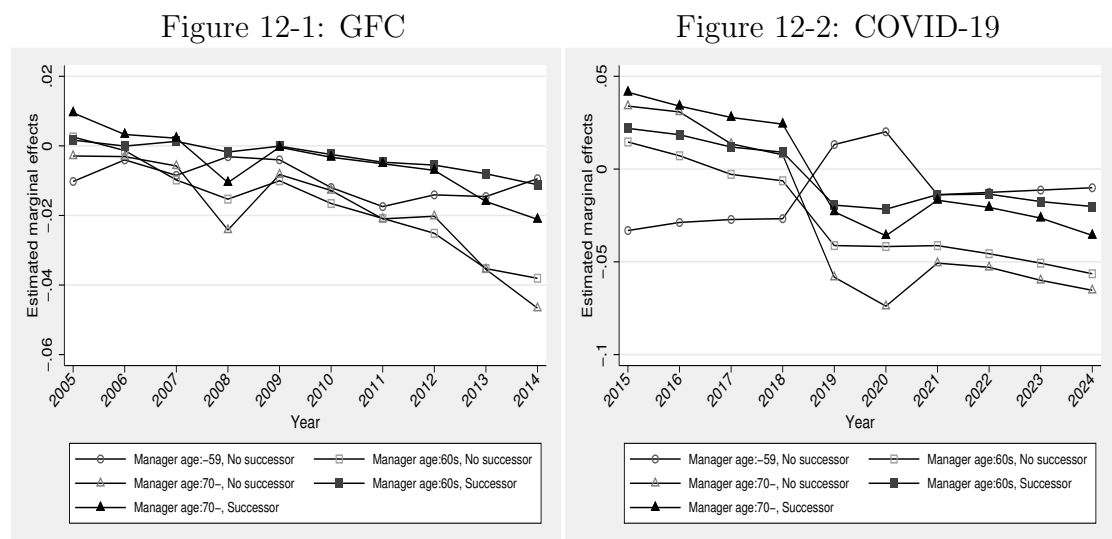 Figure 12-1: GFC
Estimated marginal effects
.02
0
-.02
-.04
-.06
2005
2006
2007
2008
2009
2010
2011
2012
2013
2014
Year
Manager age:-59, No successor
Manager age:60s, No successor
Manager age:70-, No successor
Manager age:60s, Successor
Manager age:70-, Successor
Figure 12-2: COVID-19
Estimated marginal effects
.05
0
-.05
-.1
2015
2016
2017
2018
2019
2020
2021
2022
2023
2024
Year
Manager age:-59, No successor
Manager age:60s, No successor
Manager age:70-, No successor
Manager age:60s, Successor
Manager age:70-, Successor